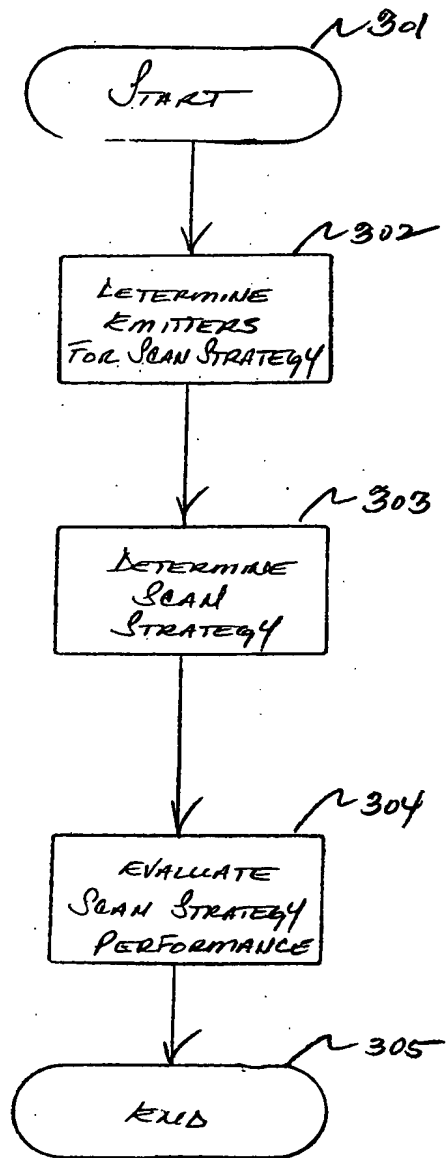 301
START
302
DETERMINE
EMITTERS
FOR SCAN STRATEGY
303
DETERMINE
SCAN
STRATEGY
304
EVALUATE
SCAN STRATEGY
PERFORMANCE
305
END